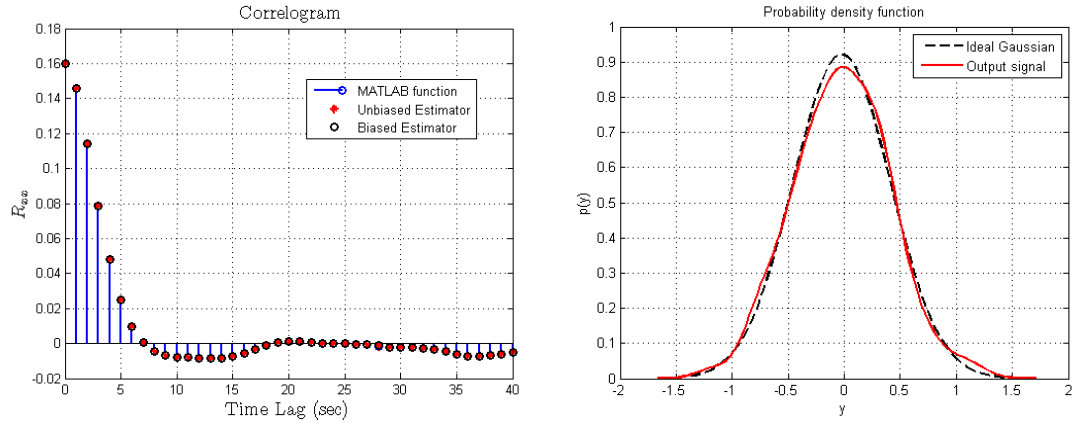 Correlogram
0.18
0.16
0.14
0.12
0.1
0.08
0.06
0.04
0.02
0
-0.02
R_xx
0 5 10 15 20 25 30 35 40
Time Lag (sec)
MATLAB function
Unbiased Estimator
Biased Estimator
Probability density function
1
0.9
0.8
0.7
0.6
0.5
0.4
0.3
0.2
0.1
0
p(y)
-2 -1.5 -1 -0.5 0 0.5 1 1.5 2
y
Ideal Gaussian
Output signal